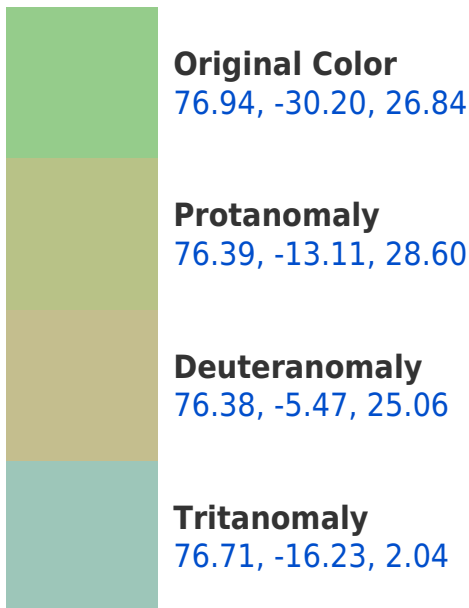 Original Color
76.94, -30.20, 26.84
Protanomaly
76.39, -13.11, 28.60
Deuteranomaly
76.38, -5.47, 25.06
Tritanomaly
76.71, -16.23, 2.04